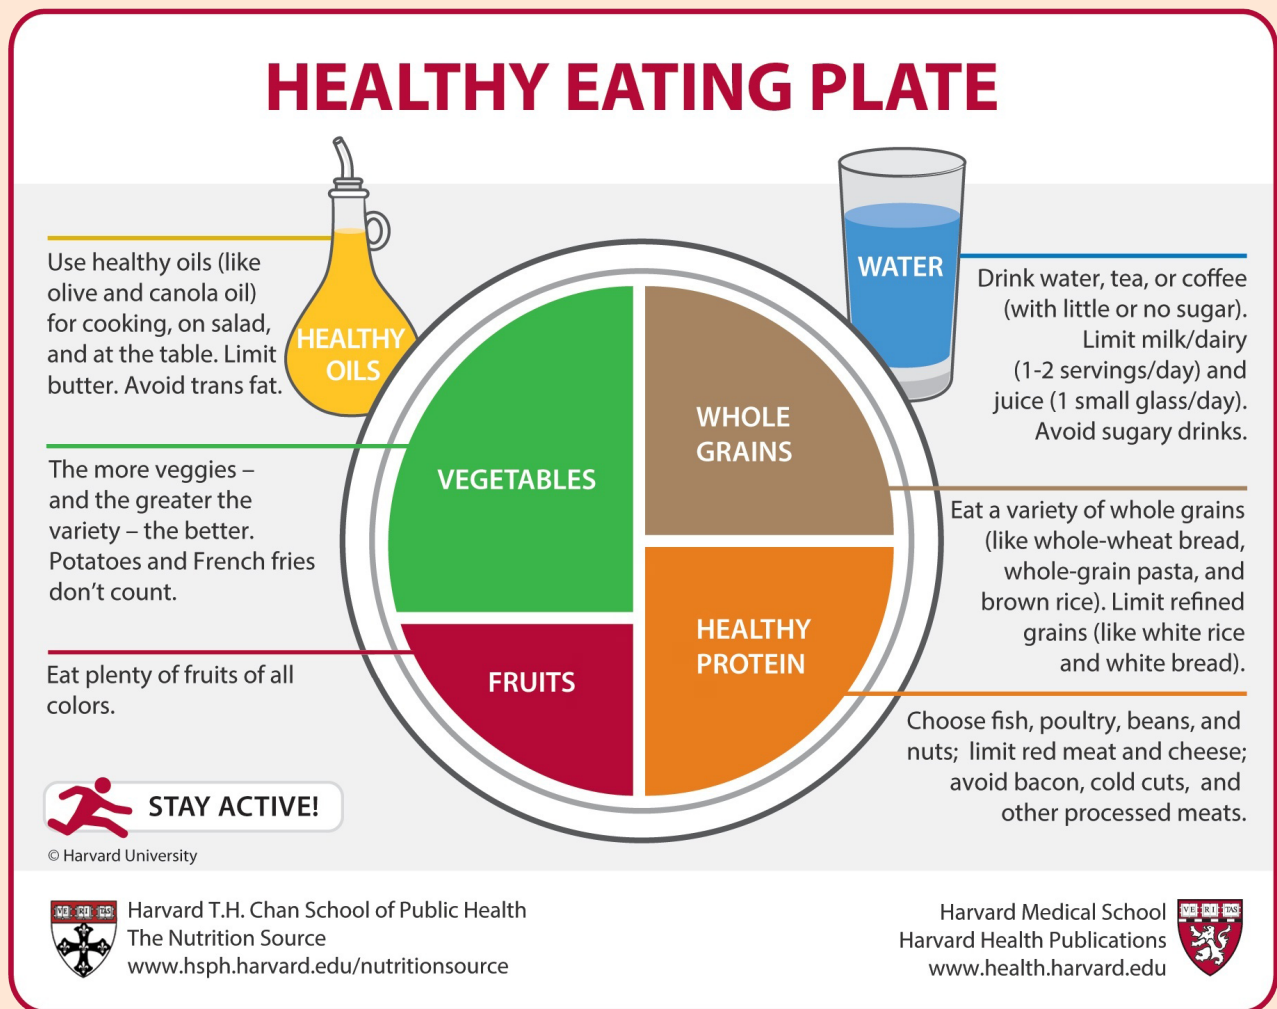 HEALTHY EATING PLATE
Use healthy oils (like
olive and canola oil)
for cooking, on salad,
and at the table. Limit
butter. Avoid trans fat.
HEALTHY
OILS
The more veggies –
and the greater the
variety – the better.
Potatoes and French fries
don't count.
Eat plenty of fruits of all
colors.
VEGETABLES
FRUITS
WHOLE
GRAINS
HEALTHY
PROTEIN
WATER
Drink water, tea, or coffee
(with little or no sugar).
Limit milk/dairy
(1-2 servings/day) and
juice (1 small glass/day).
Avoid sugary drinks.
Eat a variety of whole grains
(like whole-wheat bread,
whole-grain pasta, and
brown rice). Limit refined
grains (like white rice
and white bread).
Choose fish, poultry, beans, and
nuts; limit red meat and cheese;
avoid bacon, cold cuts, and
other processed meats.
STAY ACTIVE!
© Harvard University
VE RI TAS
Harvard T.H. Chan School of Public Health
The Nutrition Source
www.hsph.harvard.edu/nutritionsource
Harvard Medical School
Harvard Health Publications
www.health.harvard.edu
VE RI TAS